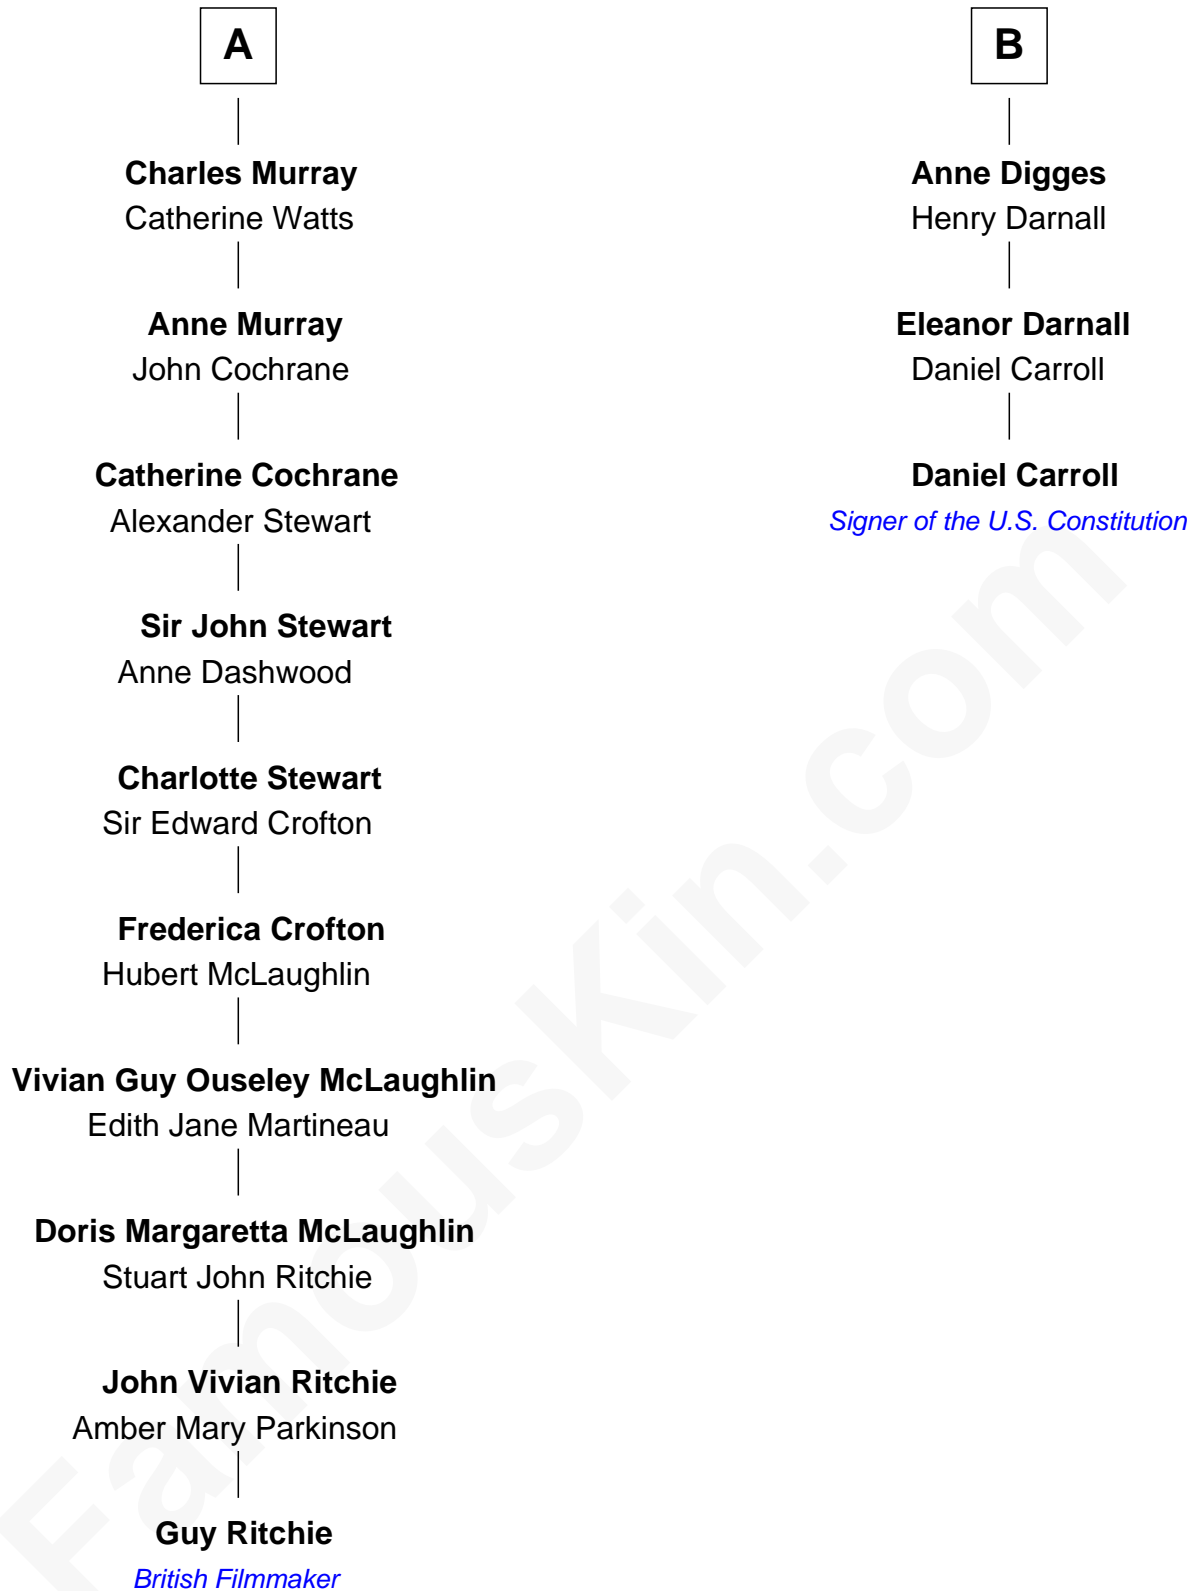 A
Charles Murray
Catherine Watts
Anne Murray
John Cochrane
Catherine Cochrane
Alexander Stewart
Sir John Stewart
Anne Dashwood
Charlotte Stewart
Sir Edward Crofton
Frederica Crofton
Hubert McLaughlin
Vivian Guy Ouseley McLaughlin
Edith Jane Martineau
Doris Margaretta McLaughlin
Stuart John Ritchie
John Vivian Ritchie
Amber Mary Parkinson
Guy Ritchie
British Filmmaker
B
Anne Digges
Henry Darnall
Eleanor Darnall
Daniel Carroll
Daniel Carroll
Signer of the U.S. Constitution
FamousKin.com